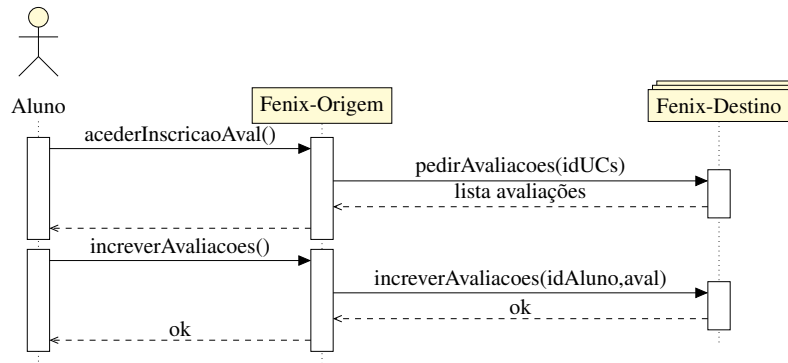 Aluno
Fenix-Origem
Fenix-Destino
acederInscricaoAval()
pedirAvaliacoes(idUCs)
lista avaliações
increverAvaliacoes()
increverAvaliacoes(idAluno,aval)
ok
ok